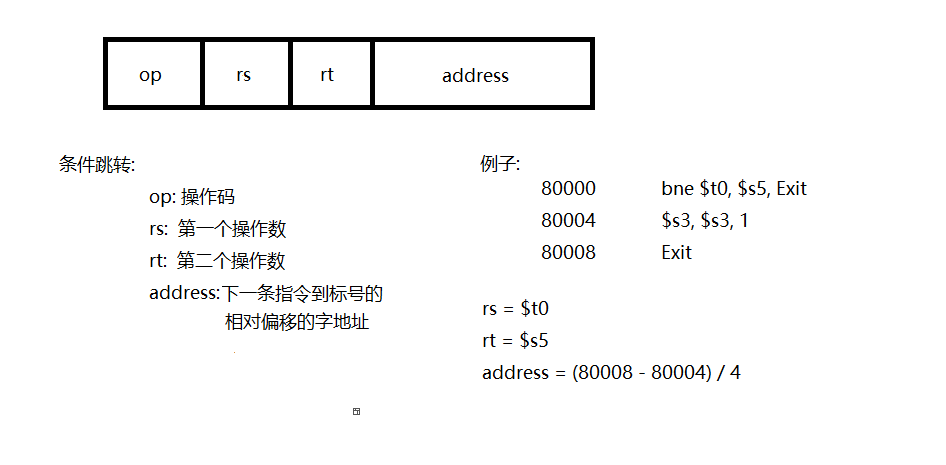 op rs rt address
条件跳转:
op: 操作码
rs: 第一个操作数
rt: 第二个操作数
address:下一条指令到标号的
相对偏移的字地址
例子:
80000 bne $t0, $s5, Exit
80004 $s3, $s3, 1
80008 Exit
rs = $t0
rt = $s5
address = (80008 - 80004) / 4